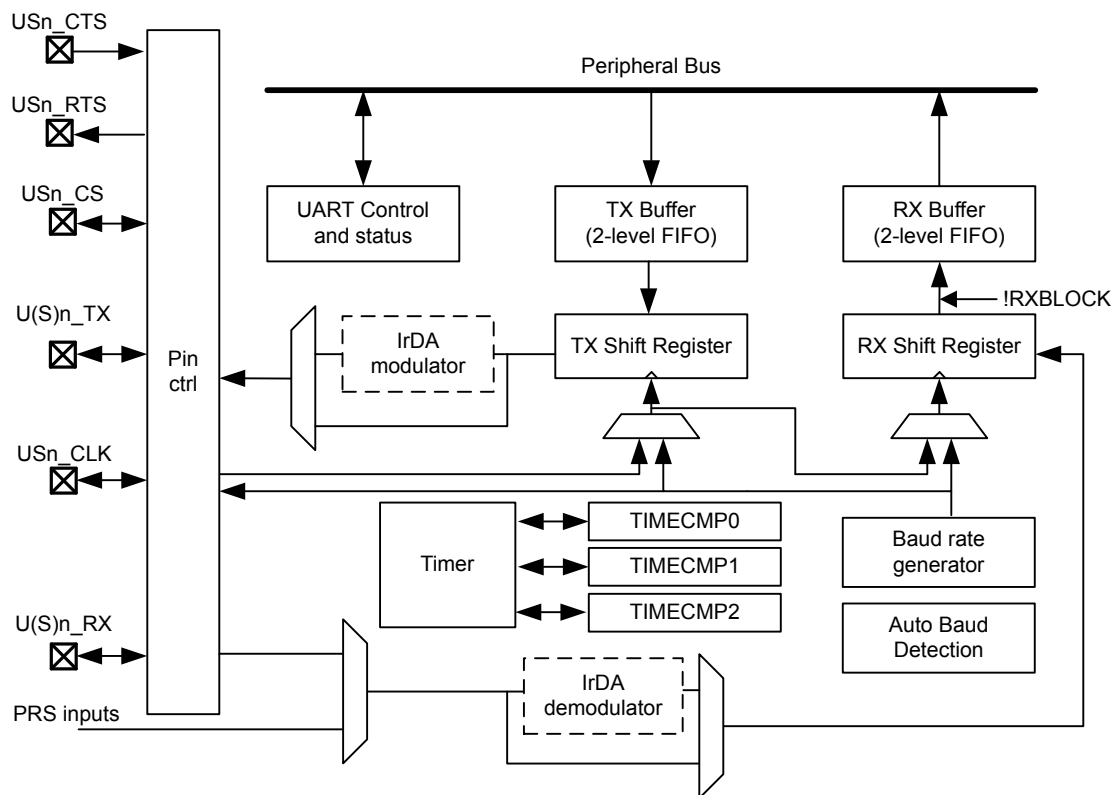 USn_CTS
Peripheral Bus
USn_RTS
USn_CS
UART Control
and status
TX Buffer
(2-level FIFO)
RX Buffer
(2-level FIFO)
!RXBLOCK
U(S)n_TX
Pin
ctrl
IrDA
modulator
TX Shift Register
RX Shift Register
USn_CLK
Timer
TIMECMP0
TIMECMP1
TIMECMP2
Baud rate
generator
Auto Baud
Detection
U(S)n_RX
IrDA
demodulator
PRS inputs